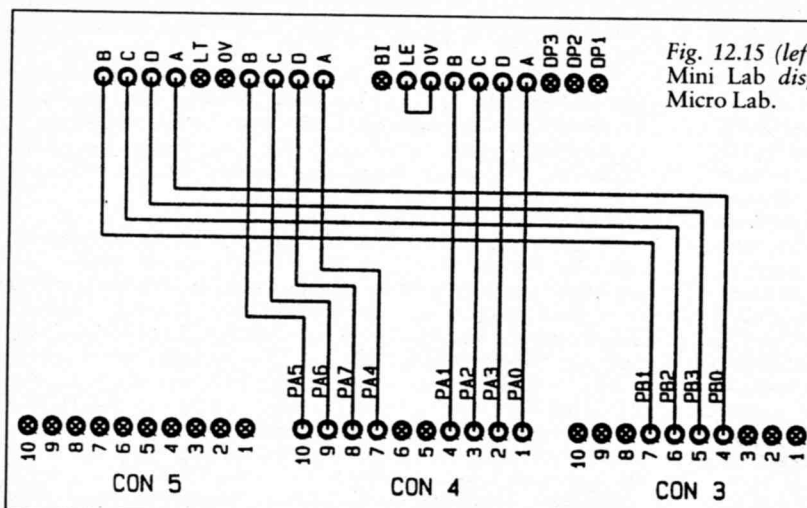 B C D A LT 0V B C D A BI LE 0V B C D A DP3 DP2 DP1
Fig. 12.15 (lef
Mini Lab dis
Micro Lab.
PA5 PA6 PA7 PA4 PA1 PA2 PA3 PA0 PB1 PB2 PB3 PB0
10 9 8 7 6 5 4 3 2 1 10 9 8 7 6 5 4 3 2 1 10 9 8 7 6 5 4 3 2 1
CON 5 CON 4 CON 3